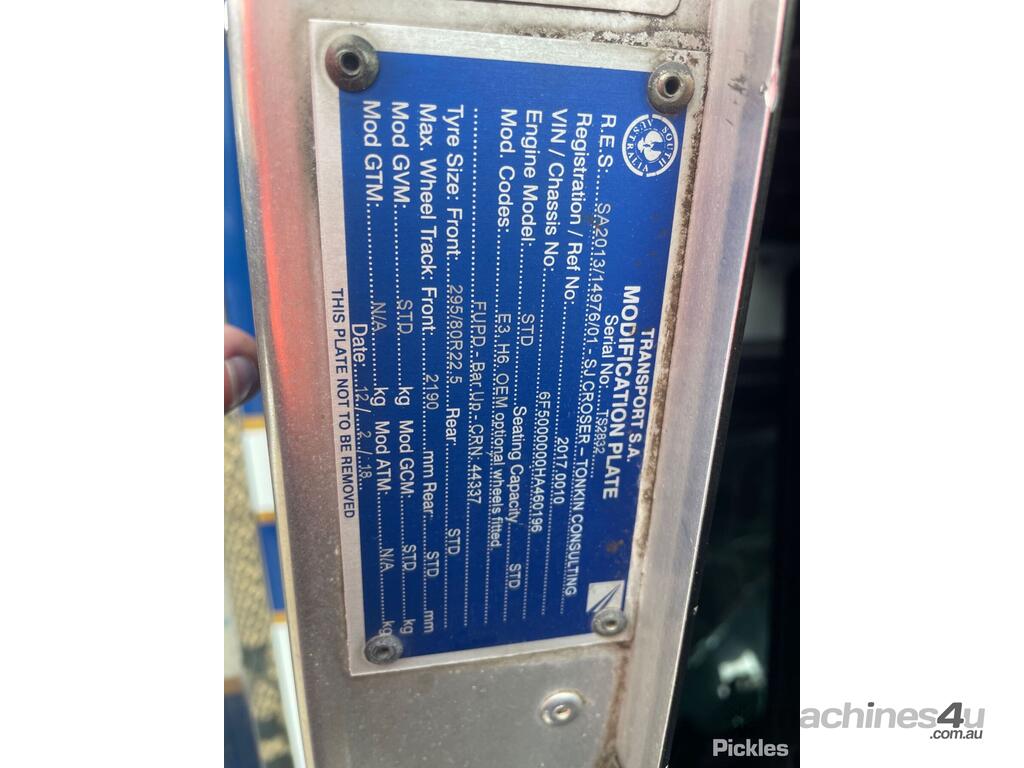 SOUTH AUSTRALIA
TRANSPORT S.A.
MODIFICATION PLATE
Serial No: TS2832
R.E.S: SA2013/14976/01 - SJ CROSER – TONKIN CONSULTING
Registration / Ref No: 2017.0010
VIN / Chassis No: 6F5000000HA460196
Engine Model: STD Seating Capacity STD
Mod. Codes: E3, H6, OEM optional wheels fitted.
FUPD - Bar Up - CRN: 44337
Tyre Size: Front 295/80R22.5 Rear STD
Max. Wheel Track: Front: 2190 mm Rear: STD mm
Mod GVM: STD kg Mod GCM: STD kg
Mod GTM: N/A kg Mod ATM: N/A kg
Date: 12 / 2 / 18
THIS PLATE NOT TO BE REMOVED
machines4u
.com.au
Pickles